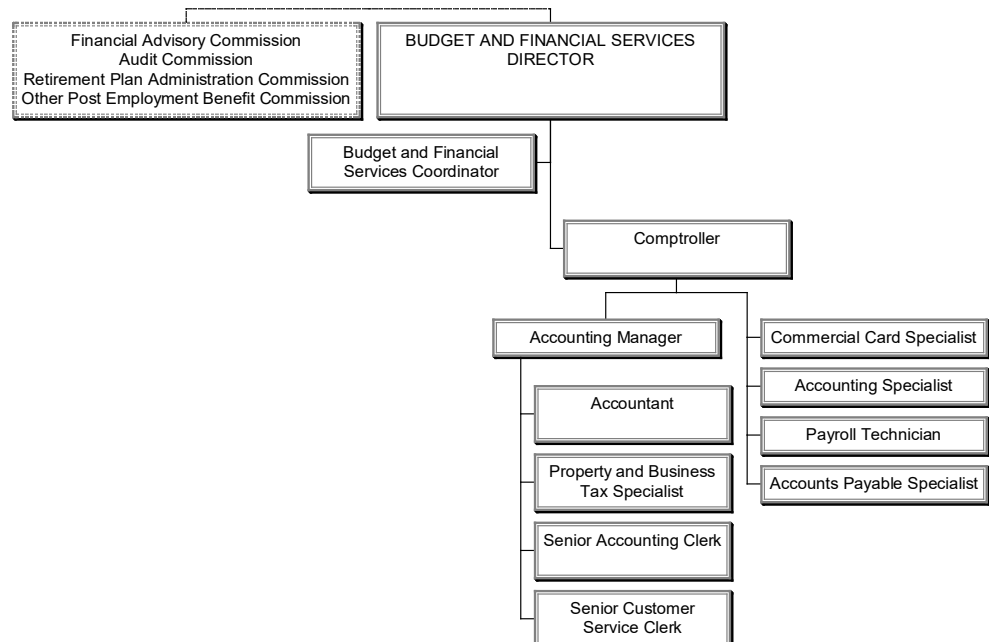 Financial Advisory Commission
Audit Commission
Retirement Plan Administration Commission
Other Post Employment Benefit Commission
BUDGET AND FINANCIAL SERVICES
DIRECTOR
Budget and Financial
Services Coordinator
Comptroller
Accounting Manager
Accountant
Property and Business
Tax Specialist
Senior Accounting Clerk
Senior Customer
Service Clerk
Commercial Card Specialist
Accounting Specialist
Payroll Technician
Accounts Payable Specialist